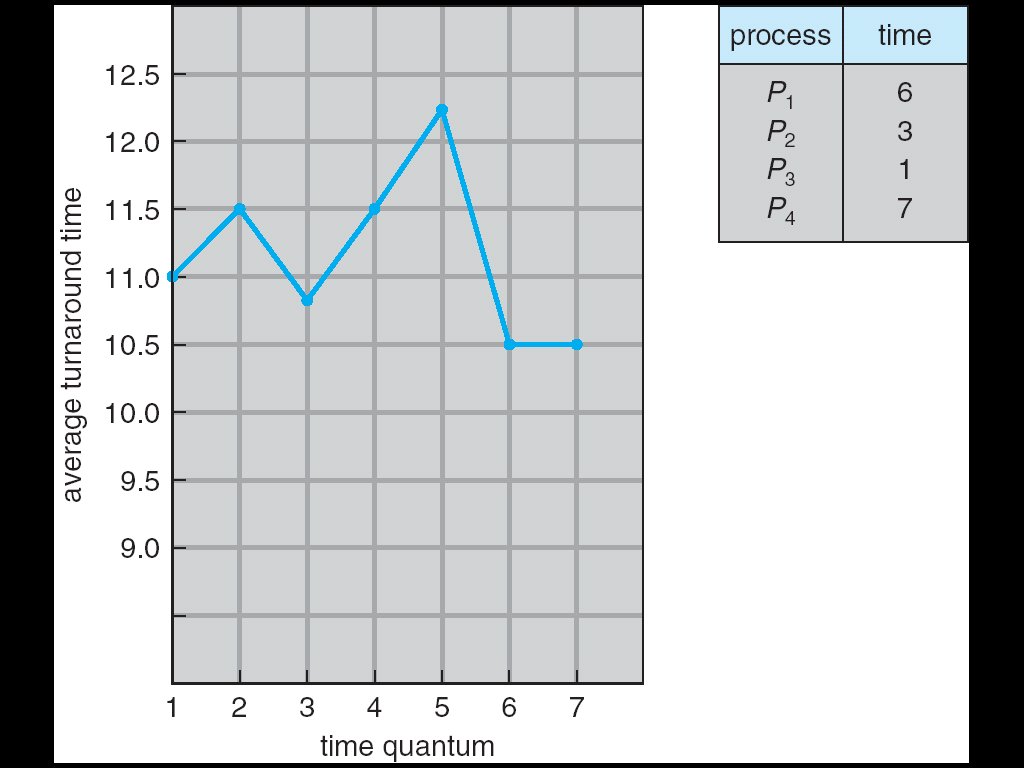 12.5
12.0
11.5
11.0
10.5
10.0
9.5
9.0
average turnaround time
1 2 3 4 5 6 7
time quantum
process time
P1 6
P2 3
P3 1
P4 7